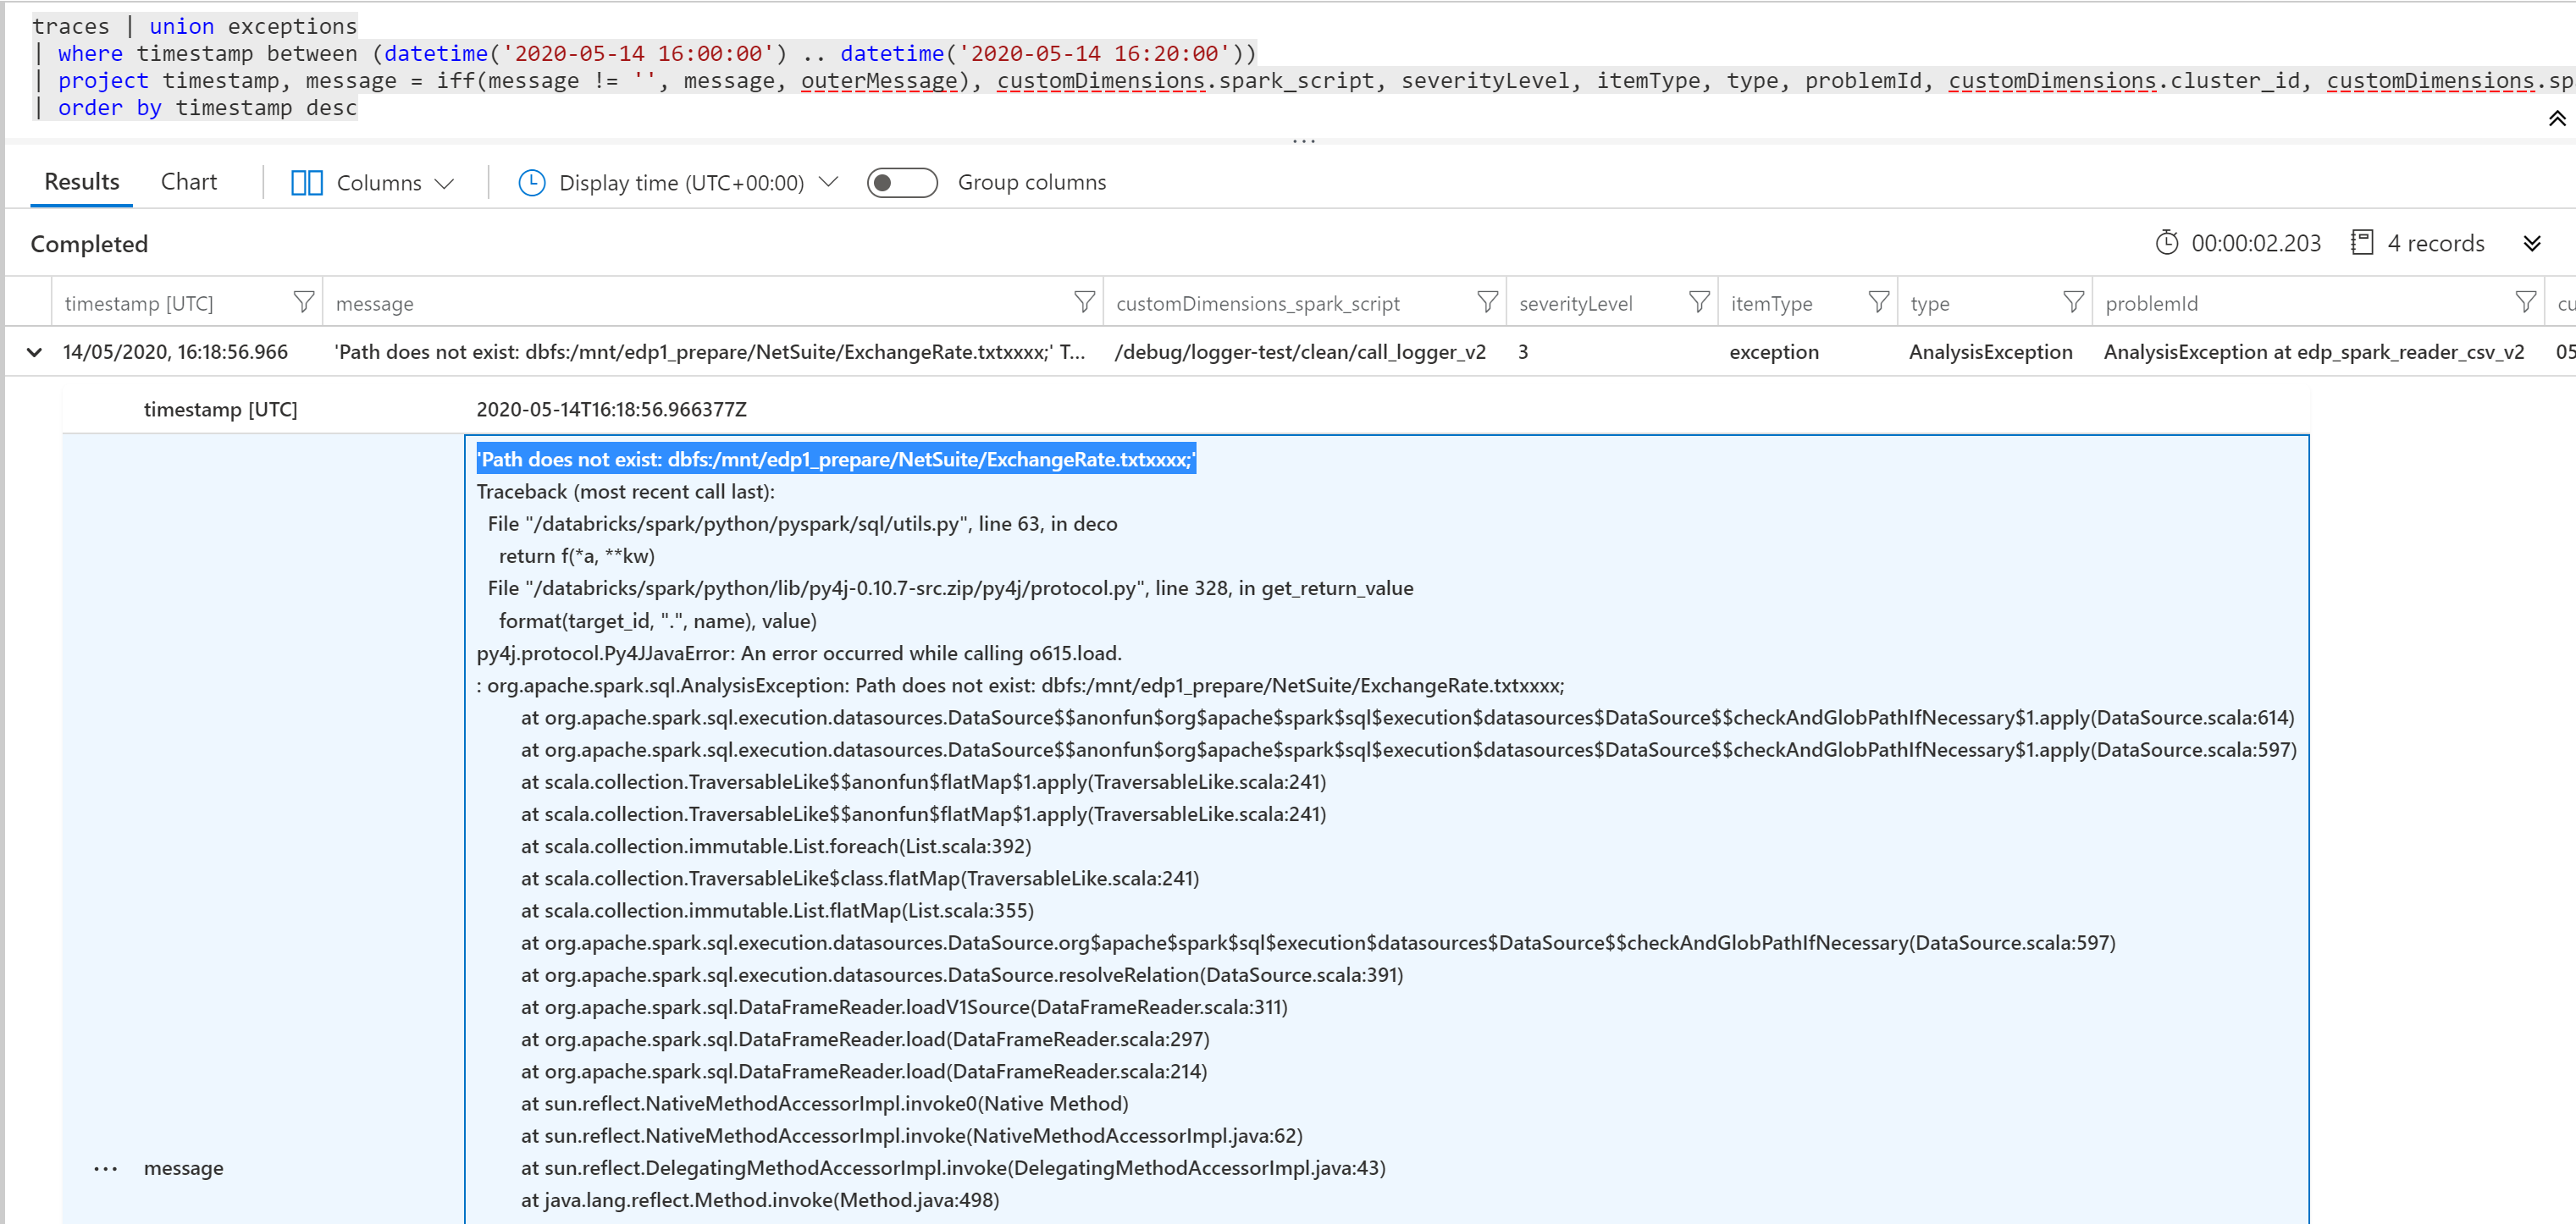 traces | union exceptions
| where timestamp between (datetime('2020-05-14 16:00:00') .. datetime('2020-05-14 16:20:00'))
| project timestamp, message = iff(message != '', message, outerMessage), customDimensions.spark_script, severityLevel, itemType, type, problemId, customDimensions.cluster_id, customDimensions.sp
| order by timestamp desc
Results Chart Columns Display time (UTC+00:00) Group columns
Completed 00:00:02.203 4 records
timestamp [UTC] message customDimensions_spark_script severityLevel itemType type problemId cu
14/05/2020, 16:18:56.966 'Path does not exist: dbfs:/mnt/edp1_prepare/NetSuite/ExchangeRate.txtxxxx;' T... /debug/logger-test/clean/call_logger_v2 3 exception AnalysisException AnalysisException at edp_spark_reader_csv_v2 05
timestamp [UTC] 2020-05-14T16:18:56.966377Z
'Path does not exist: dbfs:/mnt/edp1_prepare/NetSuite/ExchangeRate.txtxxxx;'
Traceback (most recent call last):
File "/databricks/spark/python/pyspark/sql/utils.py", line 63, in deco
return f(*a, **kw)
File "/databricks/spark/python/lib/py4j-0.10.7-src.zip/py4j/protocol.py", line 328, in get_return_value
format(target_id, ".", name), value)
py4j.protocol.Py4JJavaError: An error occurred while calling o615.load.
: org.apache.spark.sql.AnalysisException: Path does not exist: dbfs:/mnt/edp1_prepare/NetSuite/ExchangeRate.txtxxxx;
at org.apache.spark.sql.execution.datasources.DataSource$$anonfun$org$apache$spark$sql$execution$datasources$DataSource$$checkAndGlobPathIfNecessary$1.apply(DataSource.scala:614)
at org.apache.spark.sql.execution.datasources.DataSource$$anonfun$org$apache$spark$sql$execution$datasources$DataSource$$checkAndGlobPathIfNecessary$1.apply(DataSource.scala:597)
at scala.collection.TraversableLike$$anonfun$flatMap$1.apply(TraversableLike.scala:241)
at scala.collection.TraversableLike$$anonfun$flatMap$1.apply(TraversableLike.scala:241)
at scala.collection.immutable.List.foreach(List.scala:392)
at scala.collection.TraversableLike$class.flatMap(TraversableLike.scala:241)
at scala.collection.immutable.List.flatMap(List.scala:355)
at org.apache.spark.sql.execution.datasources.DataSource.org$apache$spark$sql$execution$datasources$DataSource$$checkAndGlobPathIfNecessary(DataSource.scala:597)
at org.apache.spark.sql.execution.datasources.DataSource.resolveRelation(DataSource.scala:391)
at org.apache.spark.sql.DataFrameReader.loadV1Source(DataFrameReader.scala:311)
at org.apache.spark.sql.DataFrameReader.load(DataFrameReader.scala:297)
at org.apache.spark.sql.DataFrameReader.load(DataFrameReader.scala:214)
at sun.reflect.NativeMethodAccessorImpl.invoke0(Native Method)
at sun.reflect.NativeMethodAccessorImpl.invoke(NativeMethodAccessorImpl.java:62)
... message at sun.reflect.DelegatingMethodAccessorImpl.invoke(DelegatingMethodAccessorImpl.java:43)
at java.lang.reflect.Method.invoke(Method.java:498)